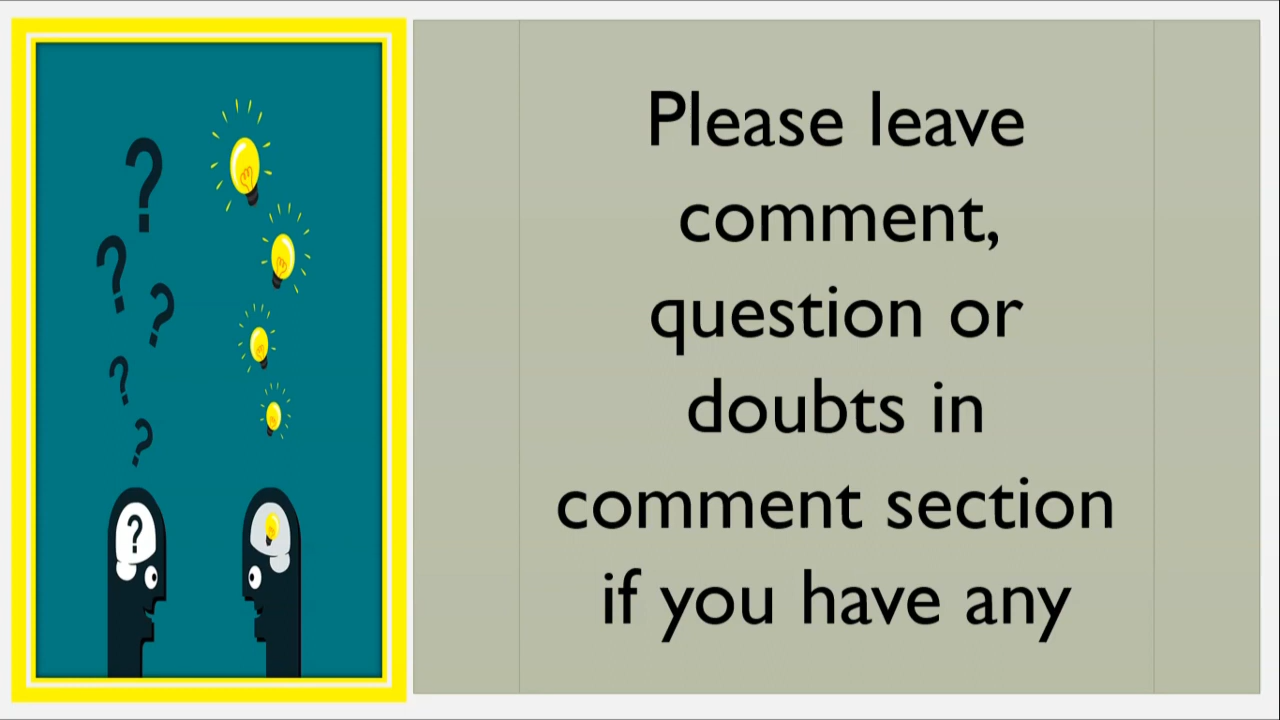 Please leave
comment,
question or
doubts in
comment section
if you have any